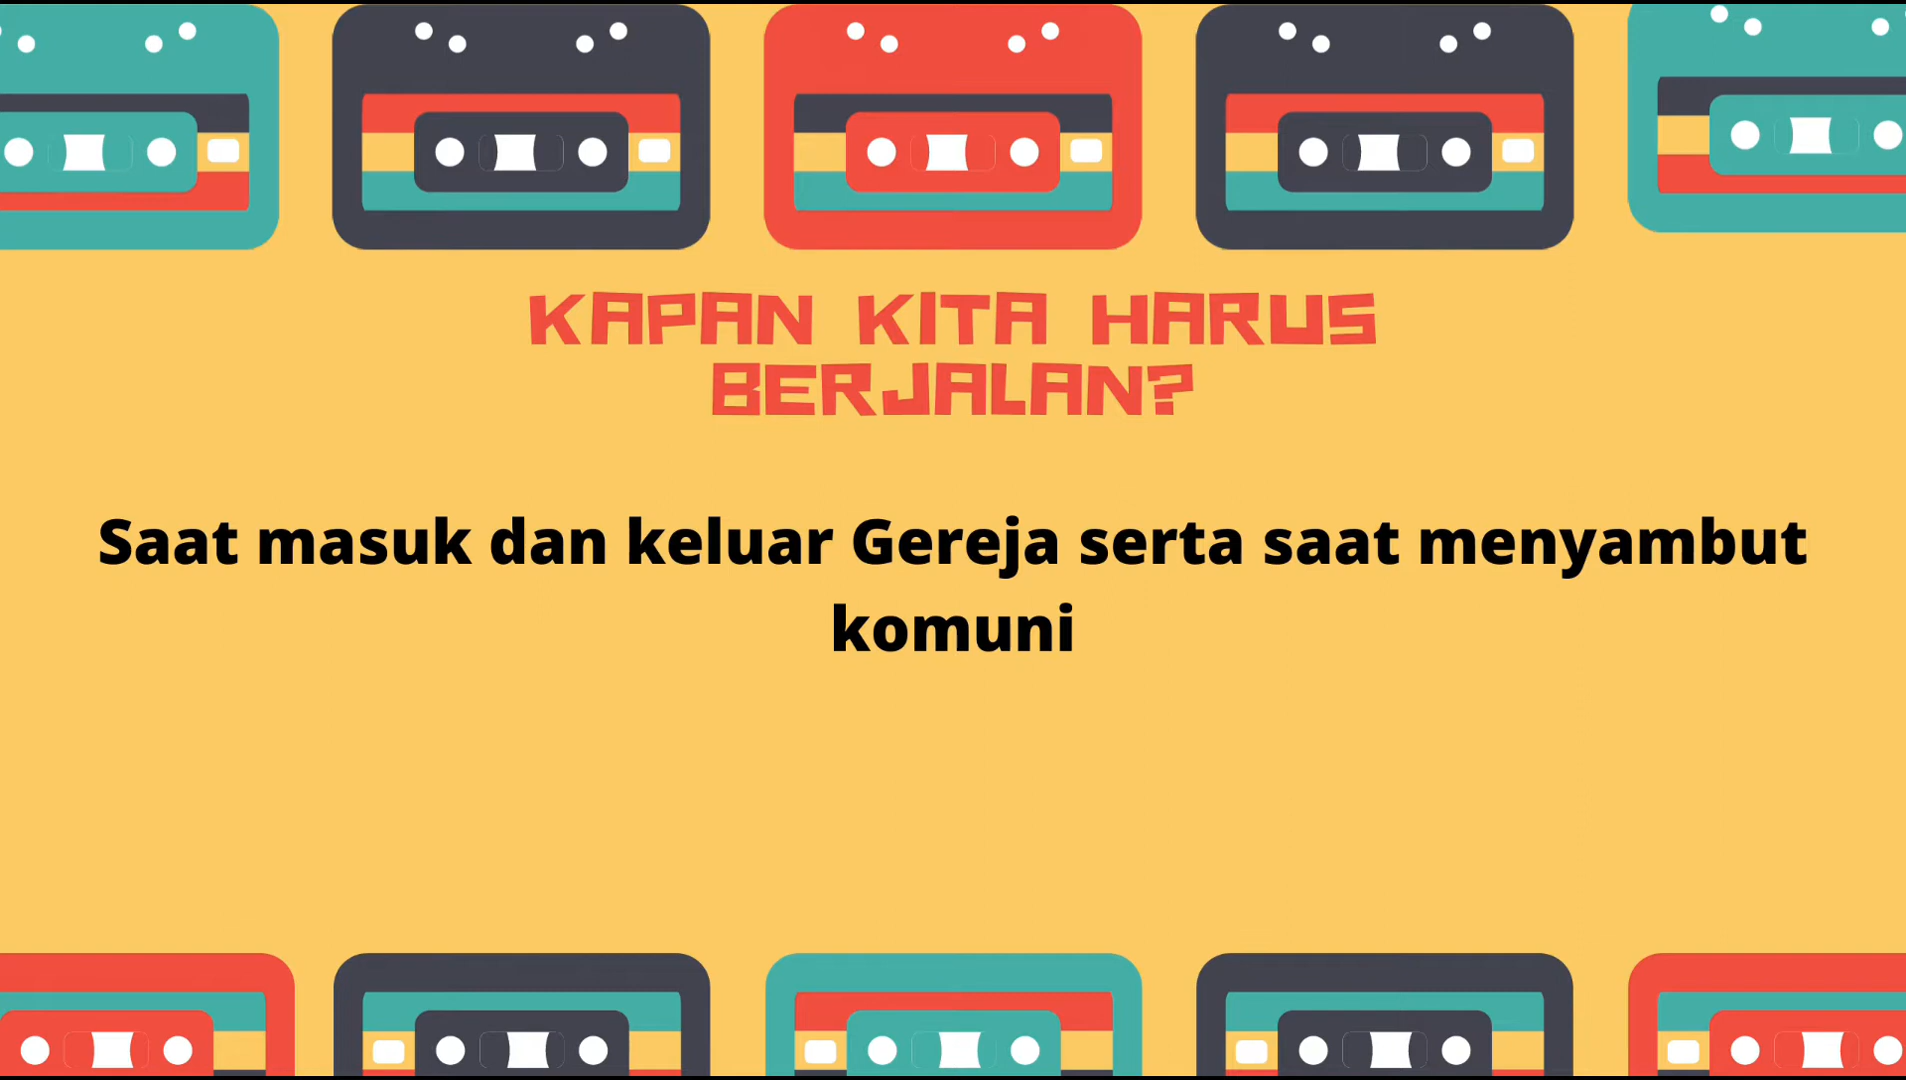 KAPAN KITA HARUS
BERJALAN?
Saat masuk dan keluar Gereja serta saat menyambut
komuni